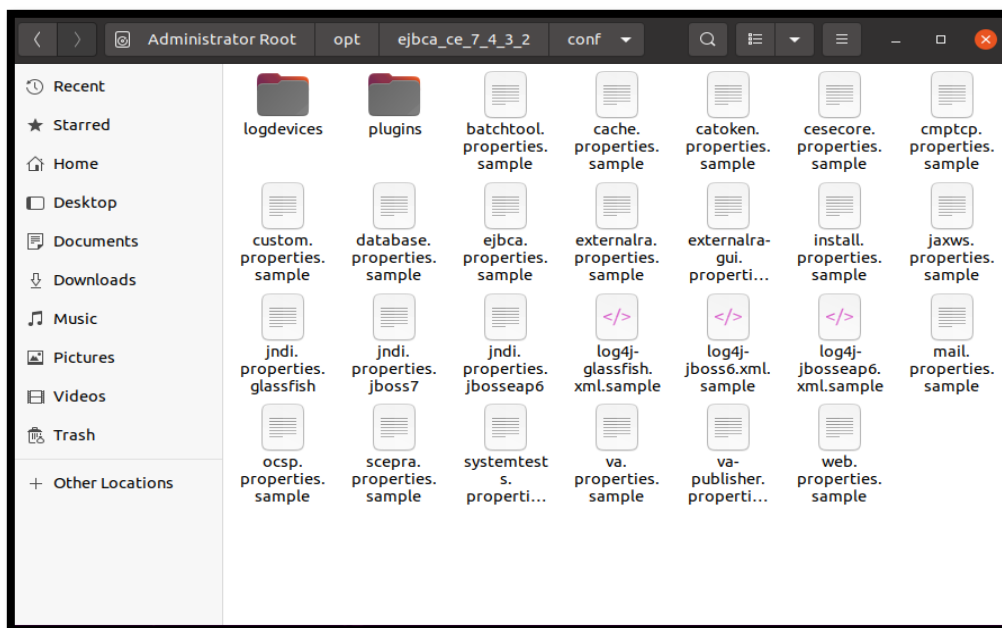 Administrator Root opt ejbca_ce_7_4_3_2 conf
Recent
Starred
Home
Desktop
Documents
Downloads
Music
Pictures
Videos
Trash
+ Other Locations
logdevices
plugins
batchtool.
properties.
sample
cache.
properties.
sample
catoken.
properties.
sample
cesecore.
properties.
sample
cmptcp.
properties.
sample
custom.
properties.
sample
database.
properties.
sample
ejbca.
properties.
sample
externalra.
properties.
sample
externalra-
gui.
properti...
install.
properties.
sample
jaxws.
properties.
sample
jndi.
properties.
glassfish
jndi.
properties.
jboss7
jndi.
properties.
jbosseap6
</>
log4j-
glassfish.
xml.sample
</>
log4j-
jboss6.xml.
sample
</>
log4j-
jbosseap6.
xml.sample
mail.
properties.
sample
ocsp.
properties.
sample
scepra.
properties.
sample
systemtest
s.
properti...
va.
properties.
sample
va-
publisher.
properti...
web.
properties.
sample